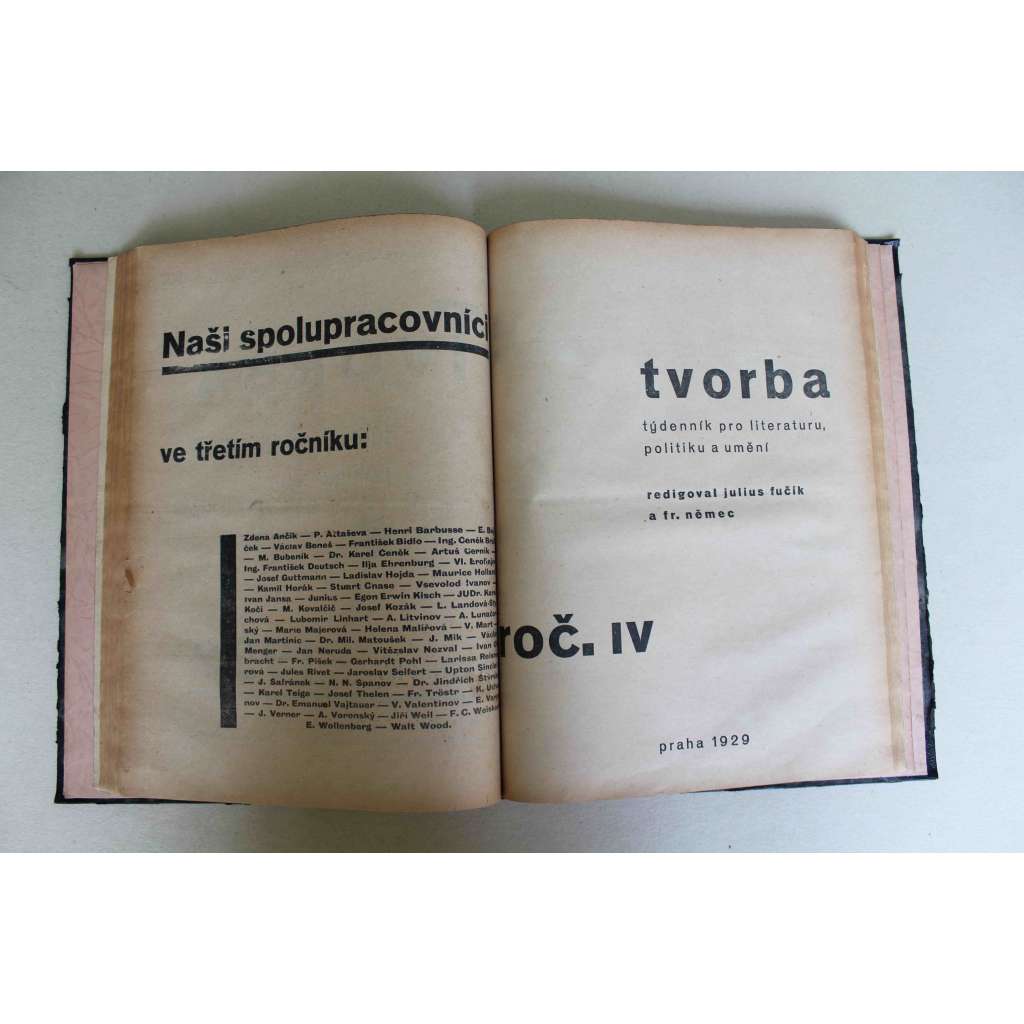 Naši spolupracovníci
ve třetím ročníku:
Zdena Ančík — P. Altaševa — Henri Barbusse — E.
ček — Václav Beneš — František Bidlo — Ing. Čeněk
— M. Bubeník — Dr. Karel Čeněk — Artuš Černík —
Ing. František Deutsch — Ilja Ehrenburg — Vl.
— Josef Guttmann — Ladislav Hojda — Maurice
— Kamil Horák — Stuart Chase — Vsevolod Ivanov —
Ivan Jansa — Junius — Egon Erwin Kisch — JUDr.
Kočí — M. Kovalčič — Josef Kozák — L.
chová — Lubomír Linhart — A. Litvinov — A.
ský — Marie Majerová — Helena Malířová — V.
Jan Martinic — Dr. Mil. Matoušek — J. Mik —
Menger — Jan Neruda — Vítězslav Nezval — Ivan
bracht — Fr. Píšek — Gerhardt Pohl — Larissa
rová — Jules Rivet — Jaroslav Seifert — Upton
— J. Šafránek — N. N. Španov — Dr. Jindřich
— Karel Teige — Josef Thelen — Fr. Tröstr — K.
nov — Dr. Emanuel Vajtauer — V. Valentinov — E.
— J. Verner — A. Voronský — Jiří Weil — F. C.
E. Wollenberg — Walt Wood.
tvorba
týdenník pro literaturu,
politiku a umění
redigoval julius fučík
a fr. němec
roč. IV
praha 1929